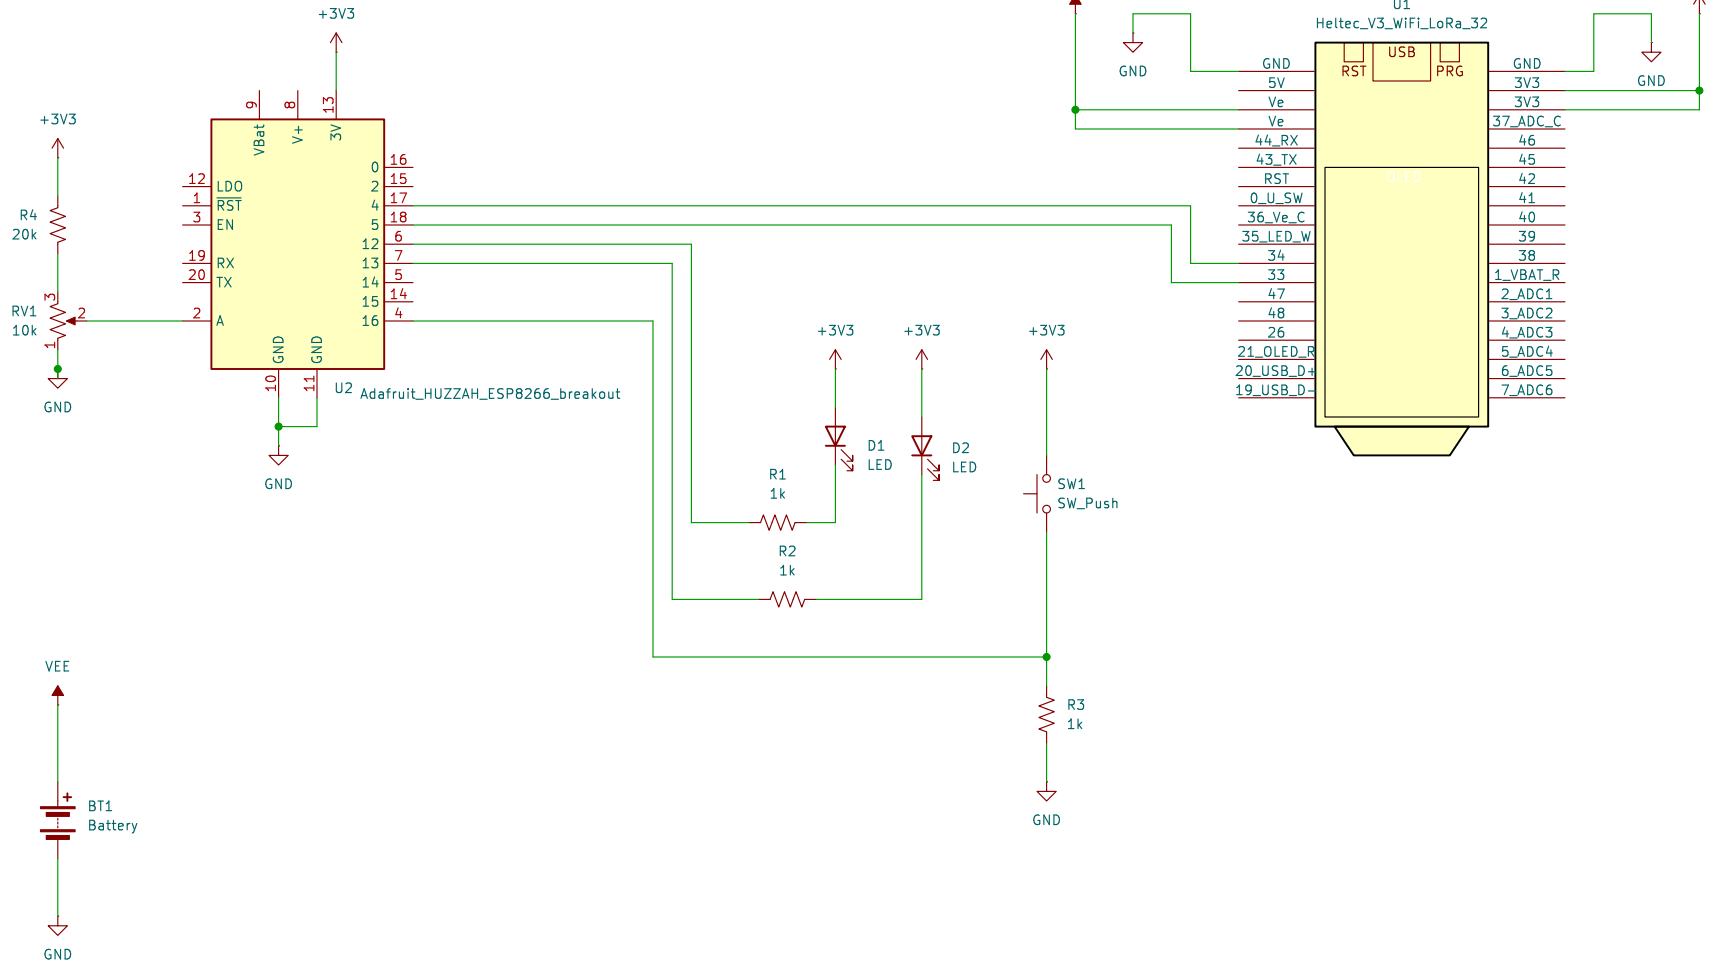 +3V3
U1
Heltec_V3_WiFi_LoRa_32
GND
GND
USB
RST
PRG
GND
5V
Ve
Ve
44_RX
43_TX
RST
0_U_SW
36_Ve_C
35_LED_W
34
33
47
48
26
21_OLED_R
20_USB_D+
19_USB_D-
GND
3V3
3V3
37_ADC_C
46
45
42
41
40
39
38
1_VBAT_R
2_ADC1
3_ADC2
4_ADC3
5_ADC4
6_ADC5
7_ADC6
OLED
+3V3
R4
20k
RV1
10k
3
2
1
GND
9
8
13
VBat
V+
3V
12 LDO
1 RST
3 EN
19 RX
20 TX
2 A
0 16
2 15
4 17
5 18
12 6
13 7
14 5
15 14
16 4
GND
GND
10
11
U2
Adafruit_HUZZAH_ESP8266_breakout
GND
+3V3
+3V3
+3V3
D1
LED
D2
LED
R1
1k
R2
1k
SW1
SW_Push
R3
1k
GND
VEE
+
BT1
Battery
GND